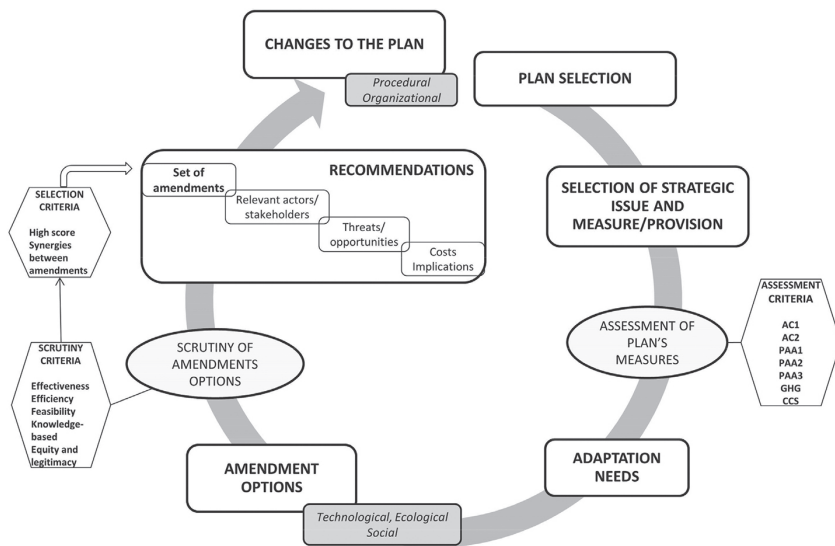 CHANGES TO THE PLAN
Procedural
Organizational
PLAN SELECTION
SELECTION OF STRATEGIC
ISSUE AND
MEASURE/PROVISION
ASSESSMENT OF
PLAN'S
MEASURES
ASSESSMENT
CRITERIA
AC1
AC2
PAA1
PAA2
PAA3
GHG
CCS
ADAPTATION
NEEDS
AMENDMENT
OPTIONS
Technological, Ecological
Social
SCRUTINY OF
AMENDMENTS
OPTIONS
SCRUTINY
CRITERIA
Effectiveness
Efficiency
Feasibility
Knowledge-
based
Equity and
legitimacy
SELECTION
CRITERIA
High score
Synergies
between
amendments
RECOMMENDATIONS
Set of
amendments
Relevant actors/
stakeholders
Threats/
opportunities
Costs
Implications